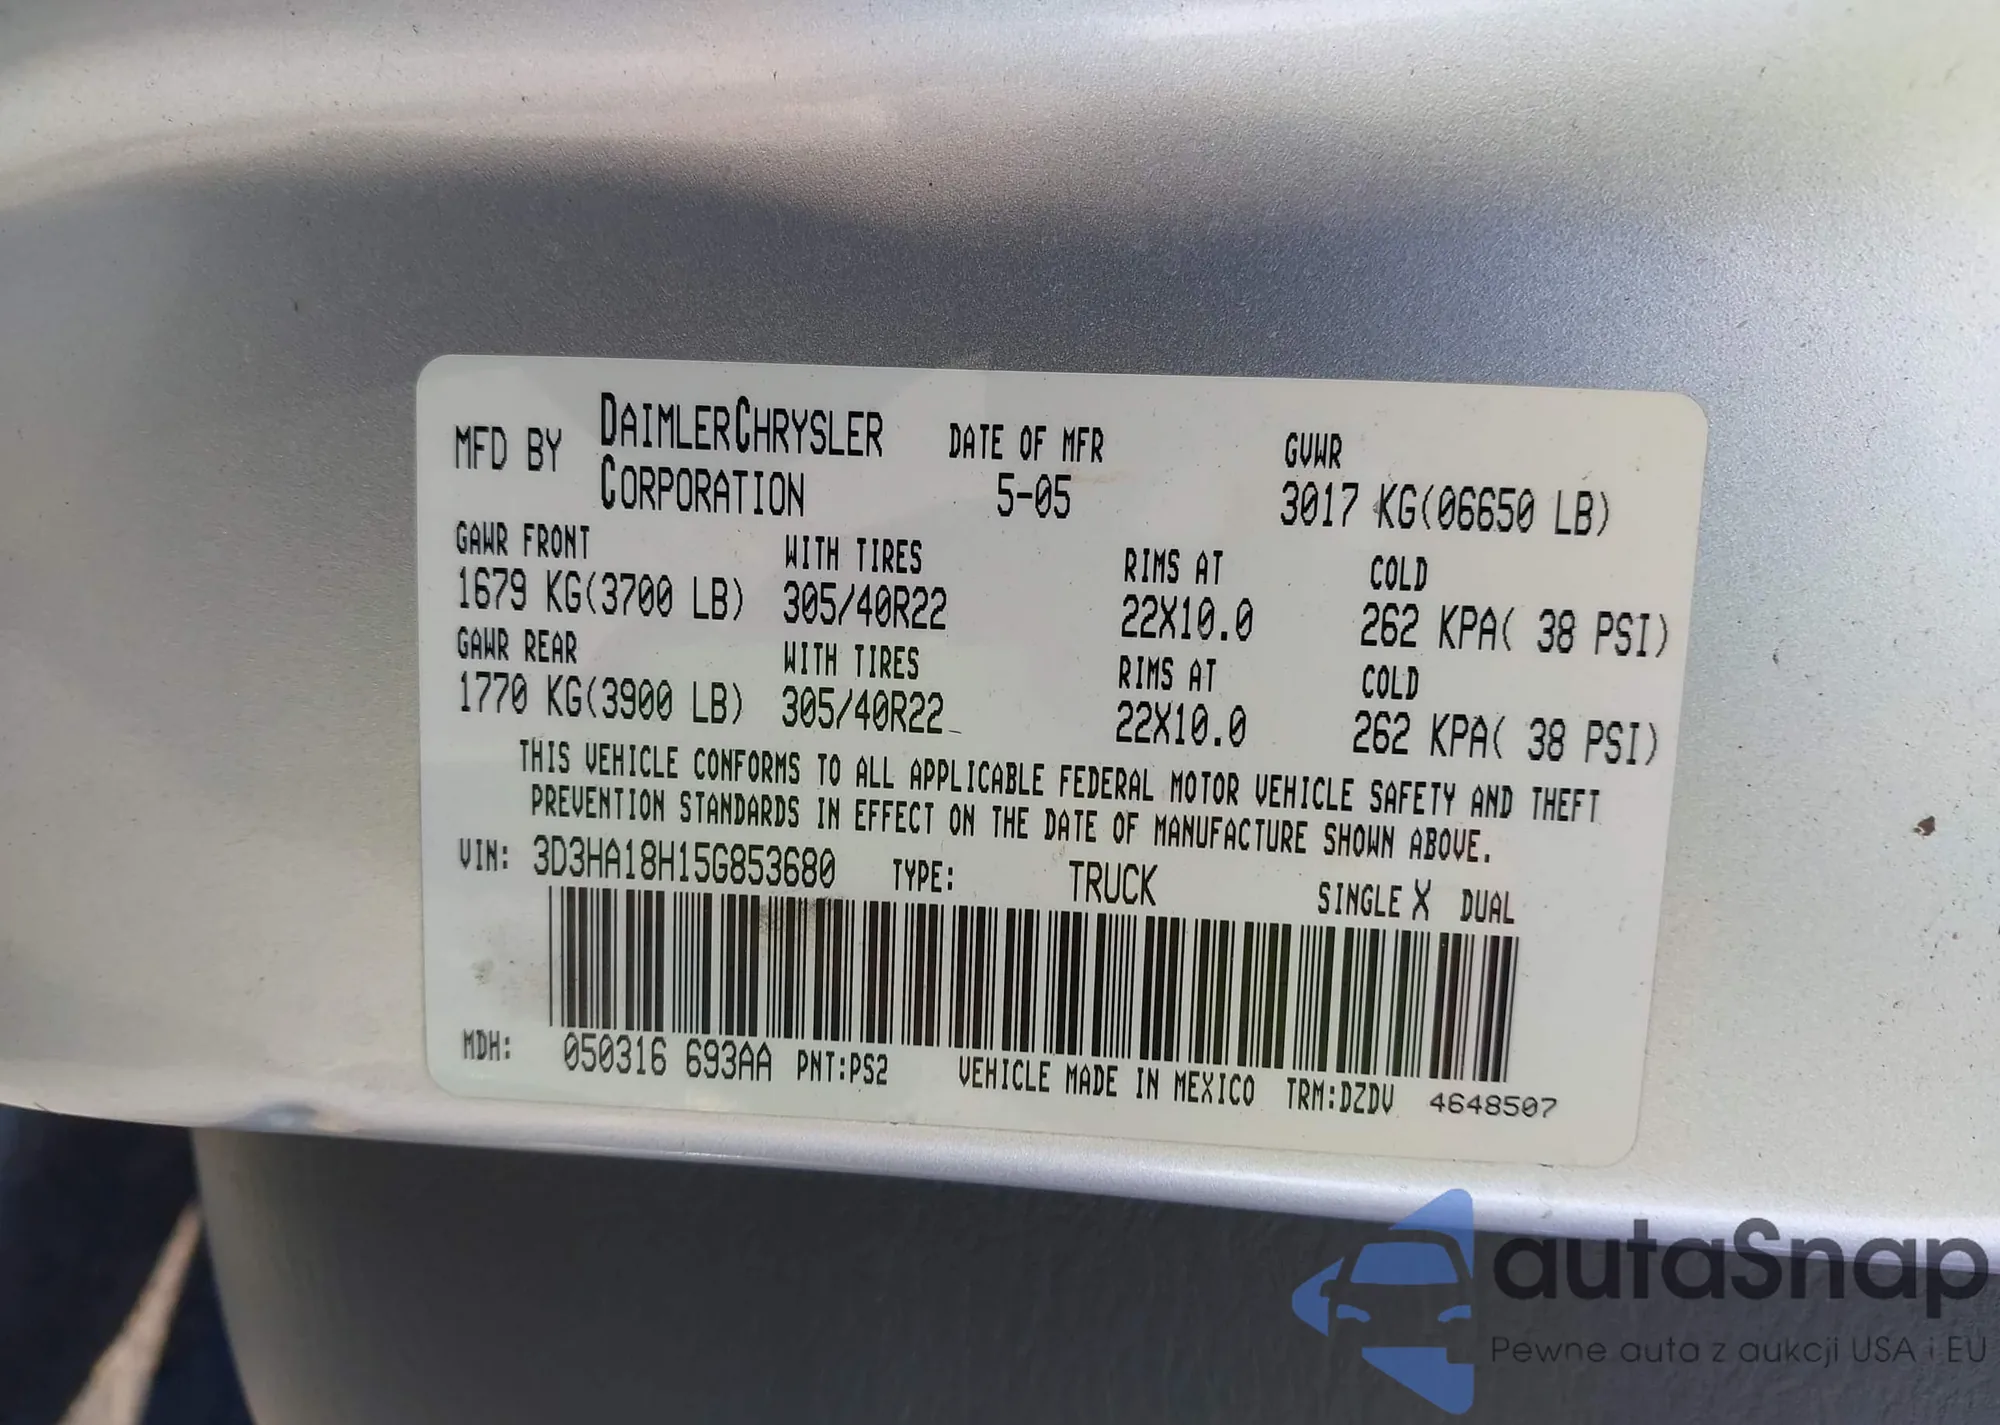 MFD BY DAIMLERCHRYSLER CORPORATION DATE OF MFR 5-05 GVWR 3017 KG(06650 LB)
GAWR FRONT WITH TIRES RIMS AT COLD
1679 KG(3700 LB) 305/40R22 22X10.0 262 KPA( 38 PSI)
GAWR REAR WITH TIRES RIMS AT COLD
1770 KG(3900 LB) 305/40R22 22X10.0 262 KPA( 38 PSI)
THIS VEHICLE CONFORMS TO ALL APPLICABLE FEDERAL MOTOR VEHICLE SAFETY AND THEFT
PREVENTION STANDARDS IN EFFECT ON THE DATE OF MANUFACTURE SHOWN ABOVE.
VIN: 3D3HA18H15G853680 TYPE: TRUCK SINGLE X DUAL
MDH: 050316 693AA PNT:PS2 VEHICLE MADE IN MEXICO TRM:DZDV 4648507
autaSnap
Pewne auta z aukcji USA i EU